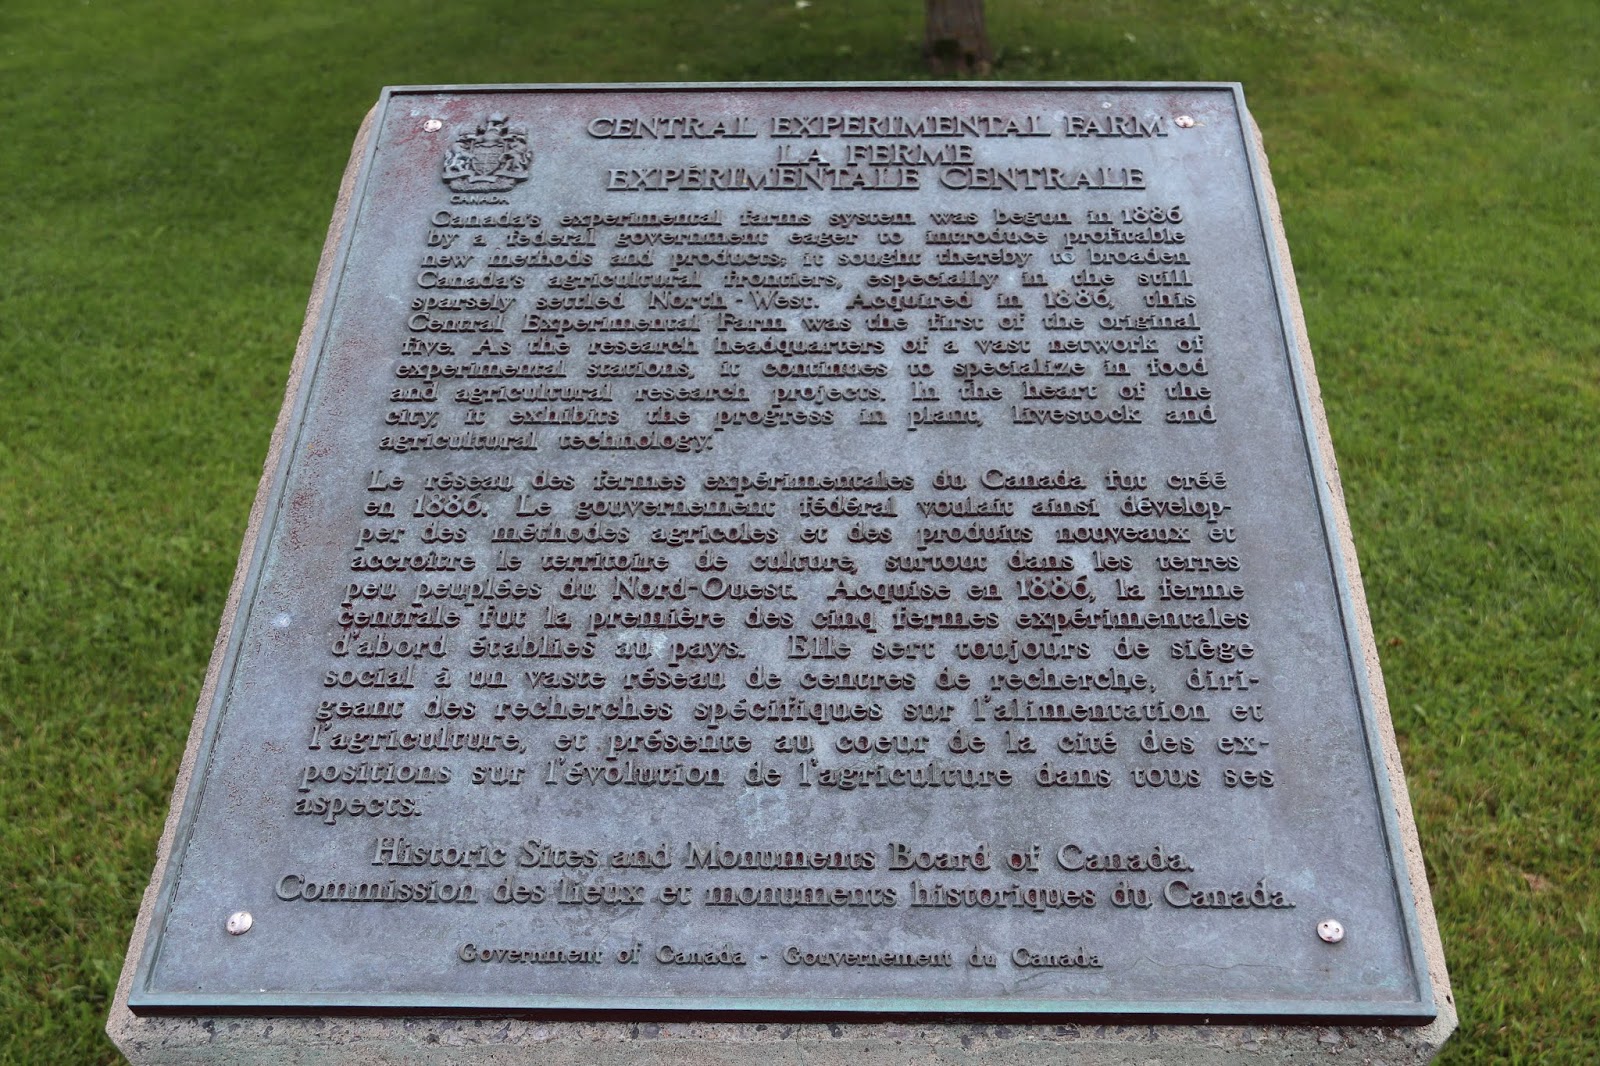 CENTRAL EXPERIMENTAL FARM
LA FERME
EXPÉRIMENTALE CENTRALE
CANADA
Canada's experimental farms system was begun in 1886
by a federal government eager to introduce profitable
new methods and products; it sought thereby to broaden
Canada's agricultural frontiers, especially in the still
sparsely settled North-West. Acquired in 1886, this
Central Experimental Farm was the first of the original
five. As the research headquarters of a vast network of
experimental stations, it continues to specialize in food
and agricultural research projects. In the heart of the
city, it exhibits the progress in plant, livestock and
agricultural technology.
Le réseau des fermes expérimentales du Canada fut créé
en 1886. Le gouvernement fédéral voulait ainsi dévelop-
per des méthodes agricoles et des produits nouveaux et
accroître le territoire de culture, surtout dans les terres
peu peuplées du Nord-Ouest. Acquise en 1886, la ferme
centrale fut la première des cinq fermes expérimentales
d'abord établies au pays. Elle sert toujours de siège
social à un vaste réseau de centres de recherche, diri-
geant des recherches spécifiques sur l'alimentation et
l'agriculture, et présente au coeur de la cité des ex-
positions sur l'évolution de l'agriculture dans tous ses
aspects.
Historic Sites and Monuments Board of Canada.
Commission des lieux et monuments historiques du Canada.
Government of Canada - Gouvernement du Canada